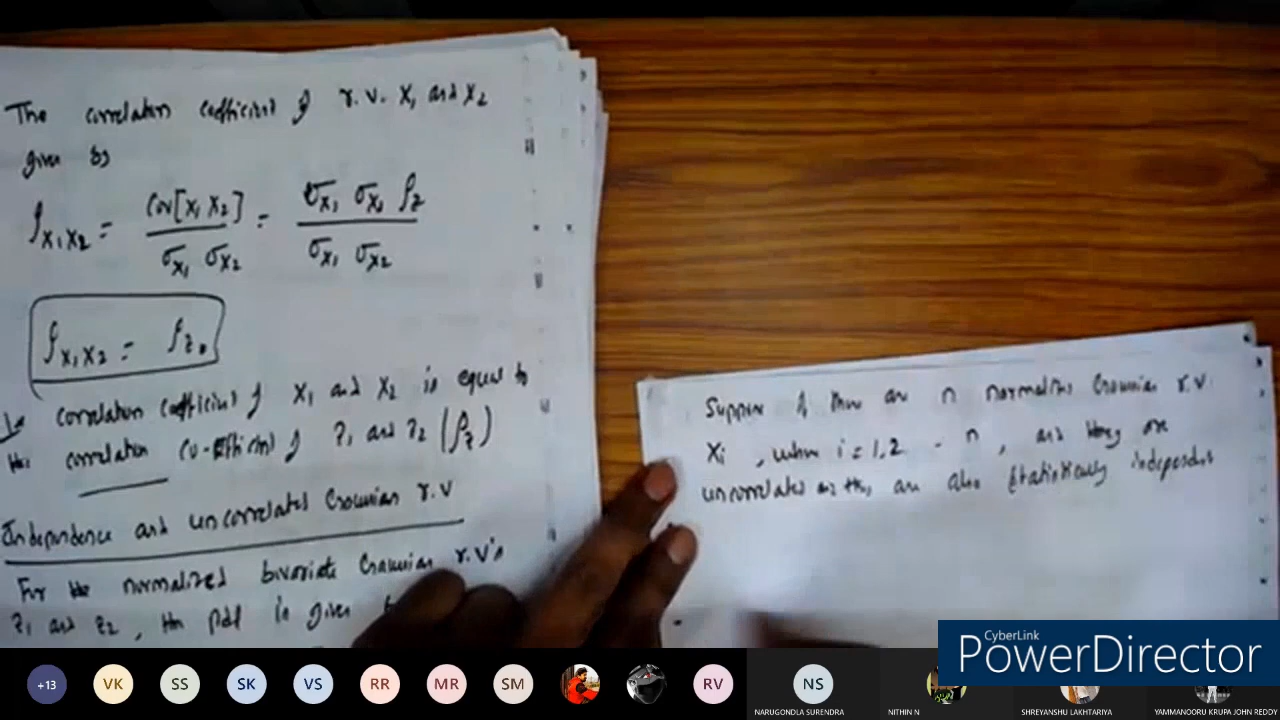 The correlation coefficient of r.v. X1 and X2
given by
ρX1X2 = Cov[X1 X2] / σX1 σX2 = σX1 σX2 ρz / σX1 σX2
ρX1X2 = ρz.
correlation coefficient of X1 and X2 is equal to
the correlation co-efficient of Z1 and Z2 (ρz)
Independence and uncorrelated Gaussian r.v
For the normalized bivariate Gaussian r.v's
Z1 and Z2, the pdf is given
Suppose if there are n normalized Gaussian r.v.
Xi, when i = 1,2 - n, and they are
uncorrelated as they are also statistically independent
CyberLink
PowerDirector
+13 VK SS SK VS RR MR SM RV NS
NARUGONDLA SURENDRA NITHIN N SHREYANSHU LAKHTARIYA YAMMANOORU KRUPA JOHN REDDY